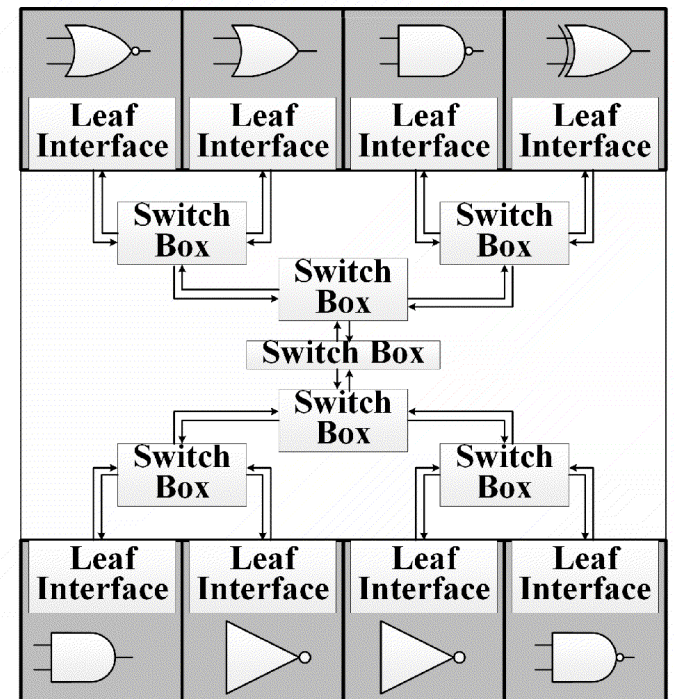 Leaf
Interface
Leaf
Interface
Leaf
Interface
Leaf
Interface
Switch
Box
Switch
Box
Switch
Box
Switch Box
Switch
Box
Switch
Box
Switch
Box
Leaf
Interface
Leaf
Interface
Leaf
Interface
Leaf
Interface